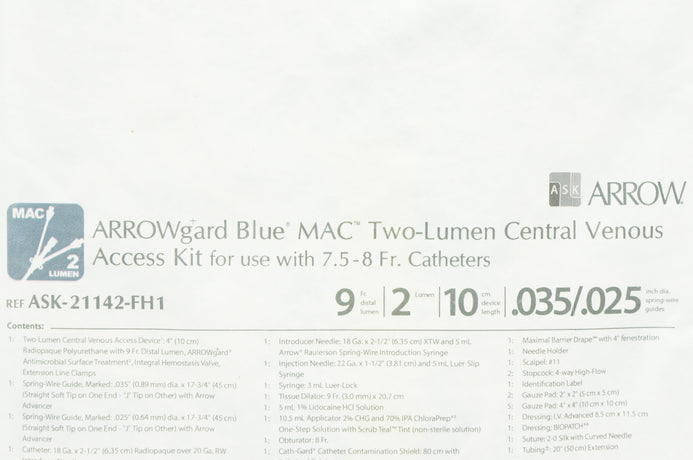 ASK ARROW
MAC
2
LUMEN
ARROWg+ard Blue® MAC™ Two-Lumen Central Venous
Access Kit for use with 7.5-8 Fr. Catheters
REF ASK-21142-FH1
9 Fr. distal lumen
2 Lumen
10 cm device length
.035/.025 inch dia. spring-wire guides
Contents:
1: Two-Lumen Central Venous Access Device: 4" (10 cm)
Radiopaque Polyurethane with 9 Fr. Distal Lumen, ARROWgard®
Antimicrobial Surface Treatment, Integral Hemostasis Valve,
Extension Line Clamps
1: Spring-Wire Guide, Marked: .035" (0.89 mm) dia. x 17-3/4" (45 cm)
(Straight Soft Tip on One End - "J" Tip on Other) with Arrow
Advancer
1: Spring-Wire Guide, Marked: .025" (0.64 mm) dia. x 17-3/4" (45 cm)
(Straight Soft Tip on One End - "J" Tip on Other) with Arrow
Advancer
1: Catheter: 18 Ga. x 2-1/2" (6.35 cm) Radiopaque over 20 Ga. RW
1: Introducer Needle: 18 Ga. x 2-1/2" (6.35 cm) XTW and 5 mL
Arrow® Raulerson Spring-Wire Introduction Syringe
1: Injection Needle: 22 Ga. x 1-1/2" (3.81 cm) and 5 mL Luer-Slip
Syringe
1: Syringe: 3 mL Luer-Lock
1: Tissue Dilator: 9 Fr. (3.0 mm) x 20.7 cm
1: 5 mL 1% Lidocaine HCl Solution
1: 10.5 mL Applicator 2% CHG and 70% IPA ChloraPrep**
One-Step Solution with Scrub Teal™ Tint (non-sterile solution)
1: Obturator: 8 Fr.
1: Cath-Gard® Catheter Contamination Shield: 80 cm with
1: Maximal Barrier Drape™ with 4" fenestration
1: Needle Holder
1: Scalpel: #11
2: Stopcock: 4-way High-Flow
1: Identification Label
2: Gauze Pad: 2" x 2" (5 cm x 5 cm)
5: Gauze Pad: 4" x 4" (10 cm x 10 cm)
1: Dressing: I.V. Advanced 8.5 cm x 11.5 cm
1: Dressing: BIOPATCH**
1: Suture: 2-0 Silk with Curved Needle
1: Tubing: 20" (50 cm) Extension